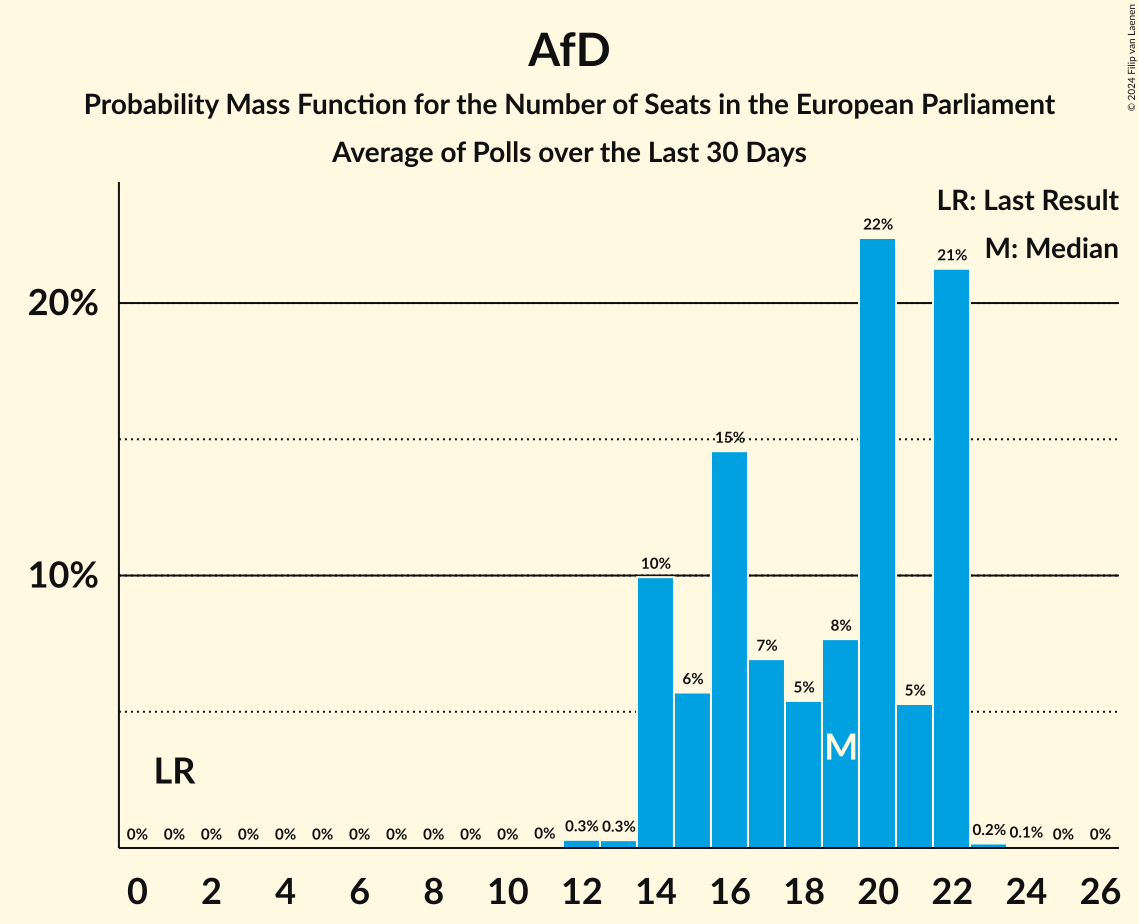 AfD
Probability Mass Function for the Number of Seats in the European Parliament
Average of Polls over the Last 30 Days
© 2024 Filip van Laenen
LR: Last Result
M: Median
20%
10%
0% 0% 0% 0% 0% 0% 0% 0% 0% 0% 0% 0% 0.3% 0.3% 10% 6% 15% 7% 5% 8% 22% 5% 21% 0.2% 0.1% 0% 0%
LR
M
0 2 4 6 8 10 12 14 16 18 20 22 24 26